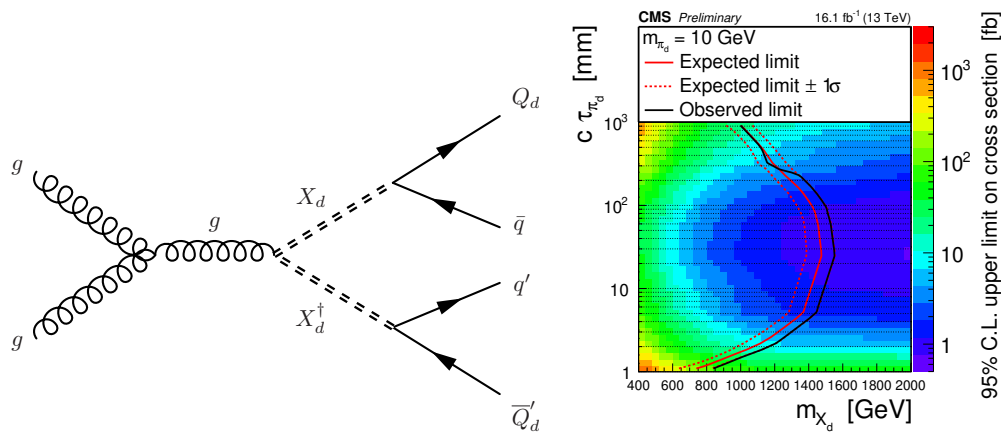 g
g
g
X_d
X_d^†
Q_d
q̄
q′
Q̄′_d
CMS Preliminary 16.1 fb⁻¹ (13 TeV)
m_{π_d} = 10 GeV
Expected limit
Expected limit ± 1σ
Observed limit
c τ_{π_d} [mm]
10³
10²
10
1
400 600 800 1000 1200 1400 1600 1800 2000
m_{X_d} [GeV]
10³
10²
10
1
95% C.L. upper limit on cross section [fb]